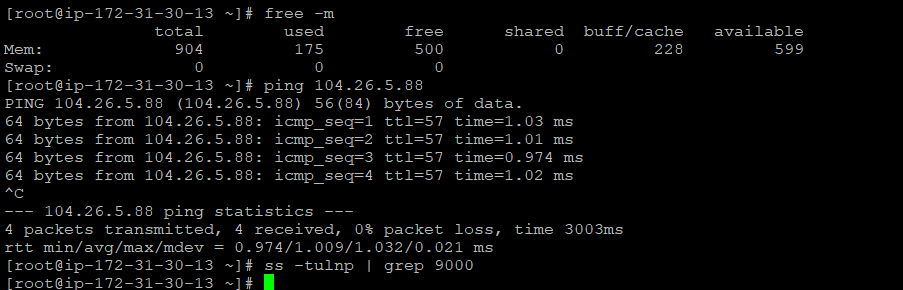 [root@ip-172-31-30-13 ~]# free -m
              total        used        free      shared  buff/cache   available
Mem:            904         175         500           0         228         599
Swap:             0           0           0
[root@ip-172-31-30-13 ~]# ping 104.26.5.88
PING 104.26.5.88 (104.26.5.88) 56(84) bytes of data.
64 bytes from 104.26.5.88: icmp_seq=1 ttl=57 time=1.03 ms
64 bytes from 104.26.5.88: icmp_seq=2 ttl=57 time=1.01 ms
64 bytes from 104.26.5.88: icmp_seq=3 ttl=57 time=0.974 ms
64 bytes from 104.26.5.88: icmp_seq=4 ttl=57 time=1.02 ms
^C
--- 104.26.5.88 ping statistics ---
4 packets transmitted, 4 received, 0% packet loss, time 3003ms
rtt min/avg/max/mdev = 0.974/1.009/1.032/0.021 ms
[root@ip-172-31-30-13 ~]# ss -tulnp | grep 9000
[root@ip-172-31-30-13 ~]#